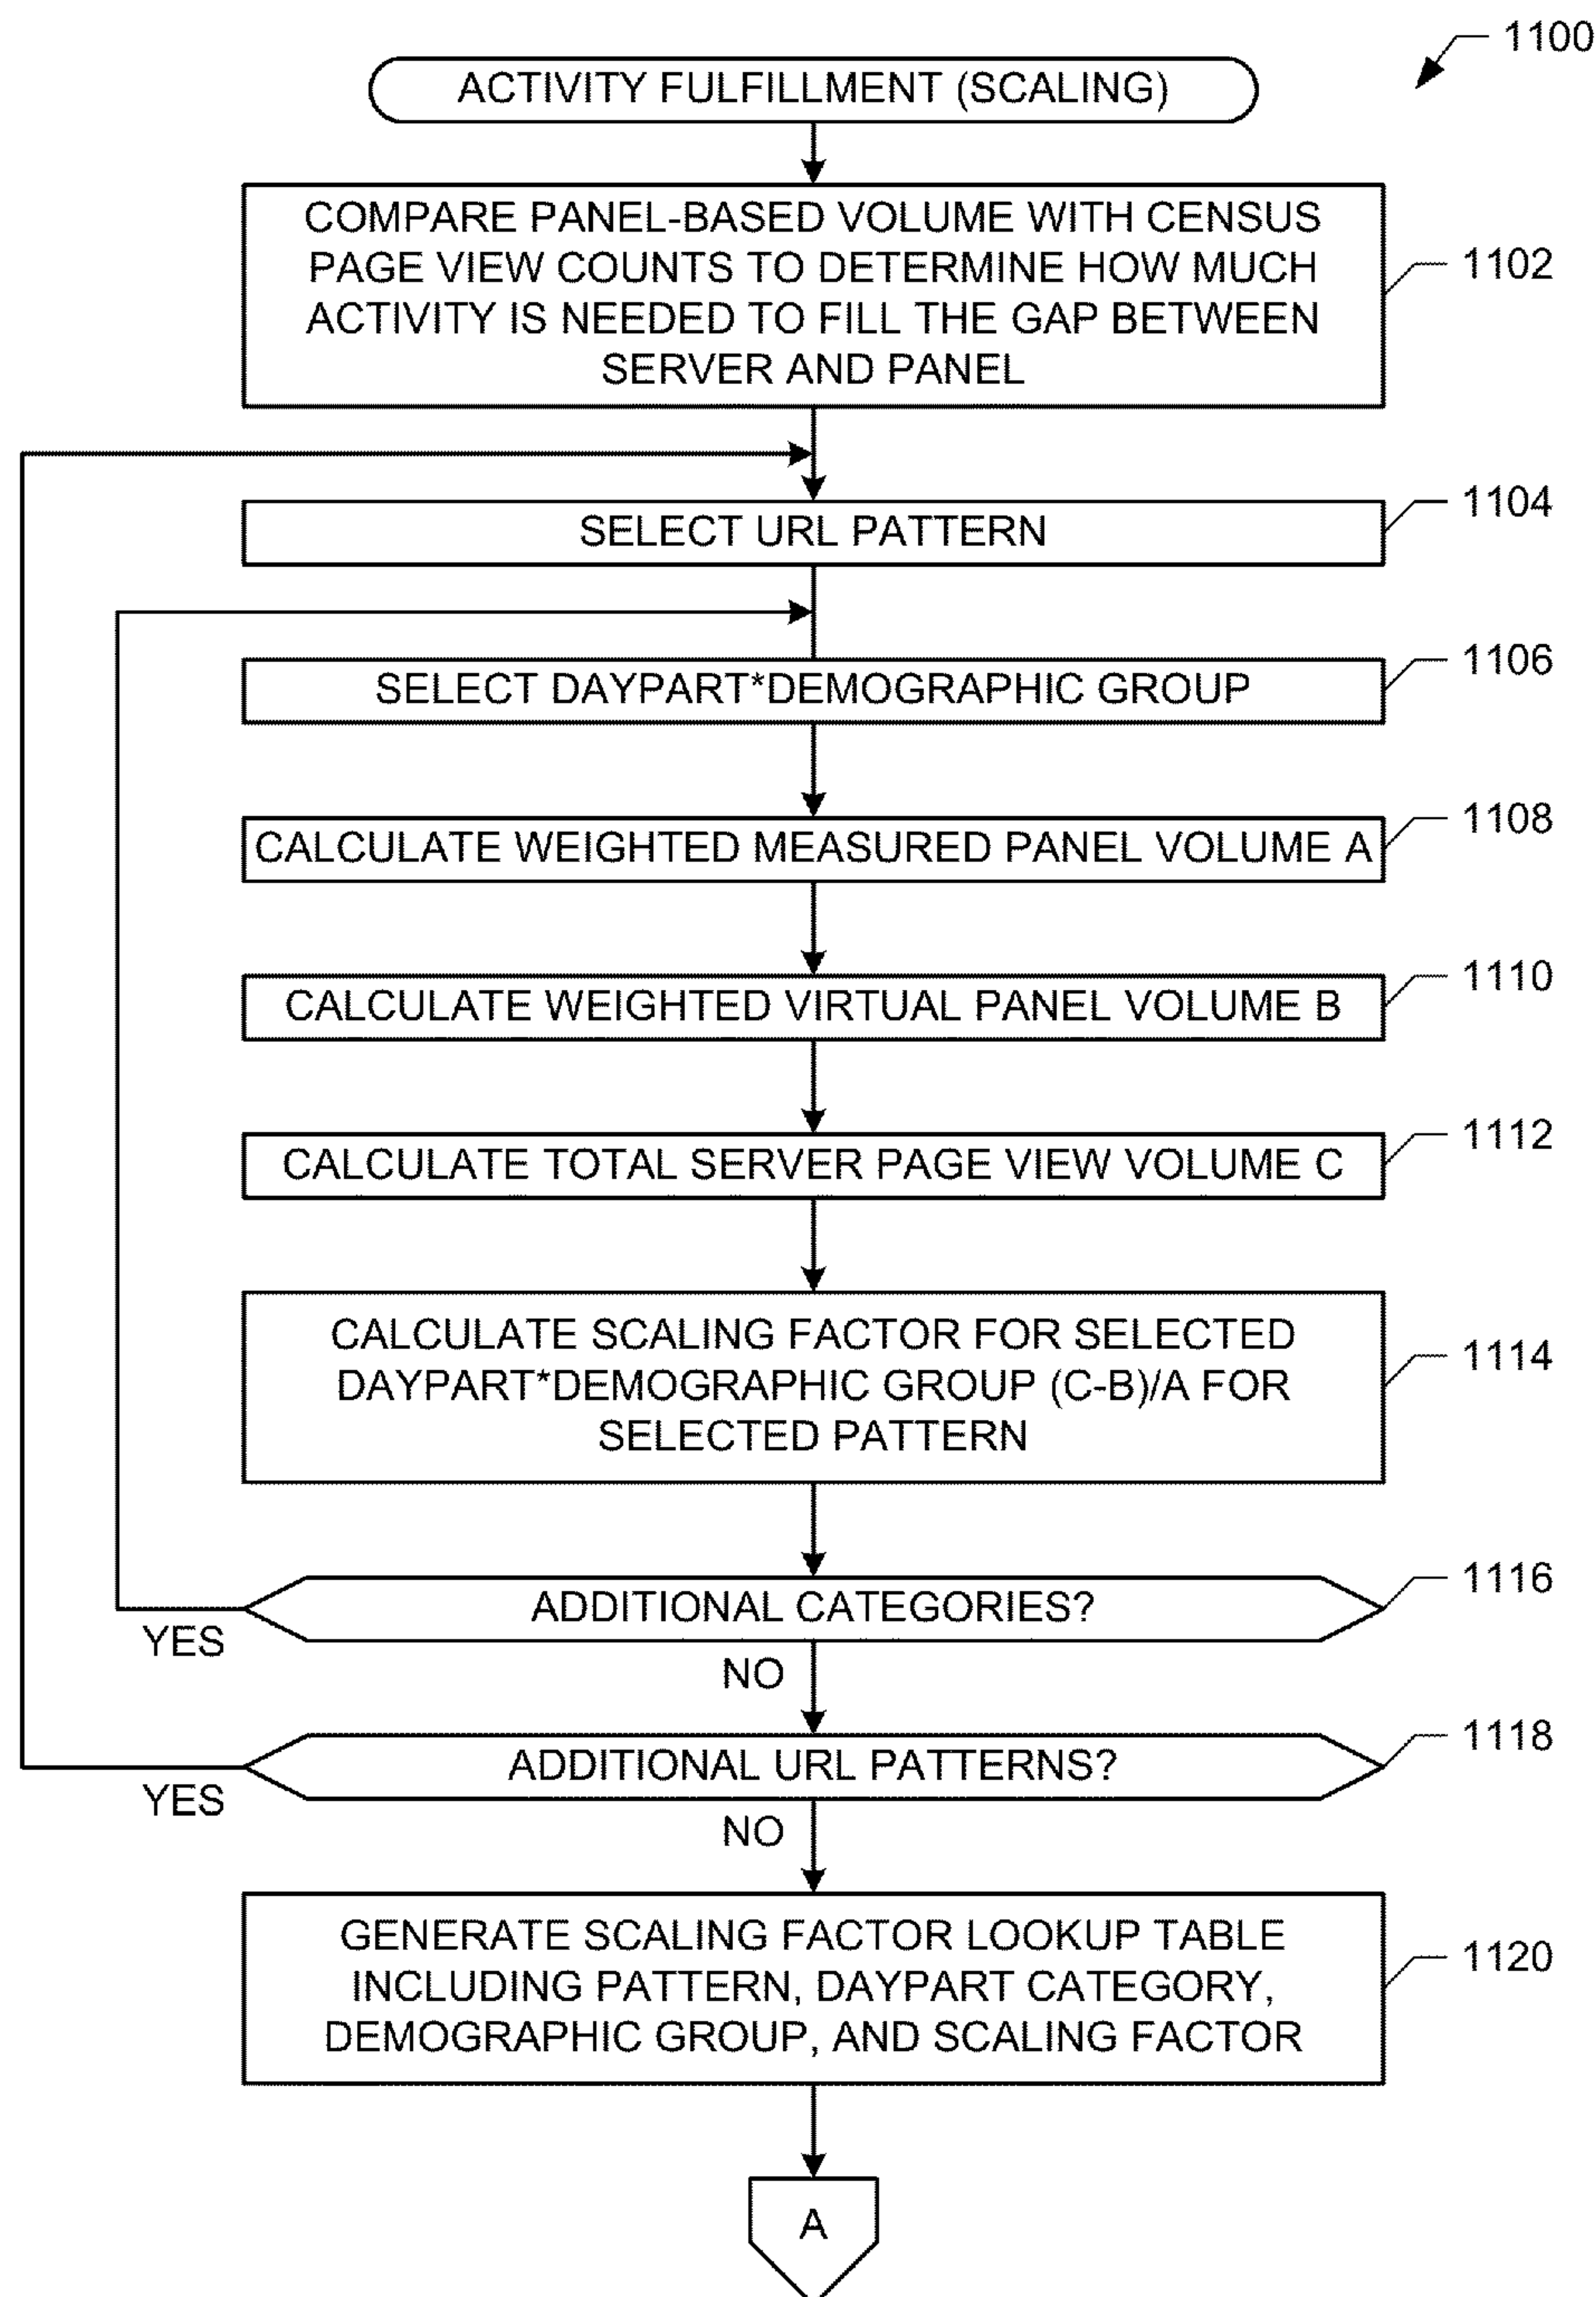 1100
ACTIVITY FULFILLMENT (SCALING)
COMPARE PANEL-BASED VOLUME WITH CENSUS
PAGE VIEW COUNTS TO DETERMINE HOW MUCH
ACTIVITY IS NEEDED TO FILL THE GAP BETWEEN
SERVER AND PANEL
1102
SELECT URL PATTERN
1104
SELECT DAYPART*DEMOGRAPHIC GROUP
1106
CALCULATE WEIGHTED MEASURED PANEL VOLUME A
1108
CALCULATE WEIGHTED VIRTUAL PANEL VOLUME B
1110
CALCULATE TOTAL SERVER PAGE VIEW VOLUME C
1112
CALCULATE SCALING FACTOR FOR SELECTED
DAYPART*DEMOGRAPHIC GROUP (C-B)/A FOR
SELECTED PATTERN
1114
ADDITIONAL CATEGORIES?
1116
YES
NO
ADDITIONAL URL PATTERNS?
1118
YES
NO
GENERATE SCALING FACTOR LOOKUP TABLE
INCLUDING PATTERN, DAYPART CATEGORY,
DEMOGRAPHIC GROUP, AND SCALING FACTOR
1120
A